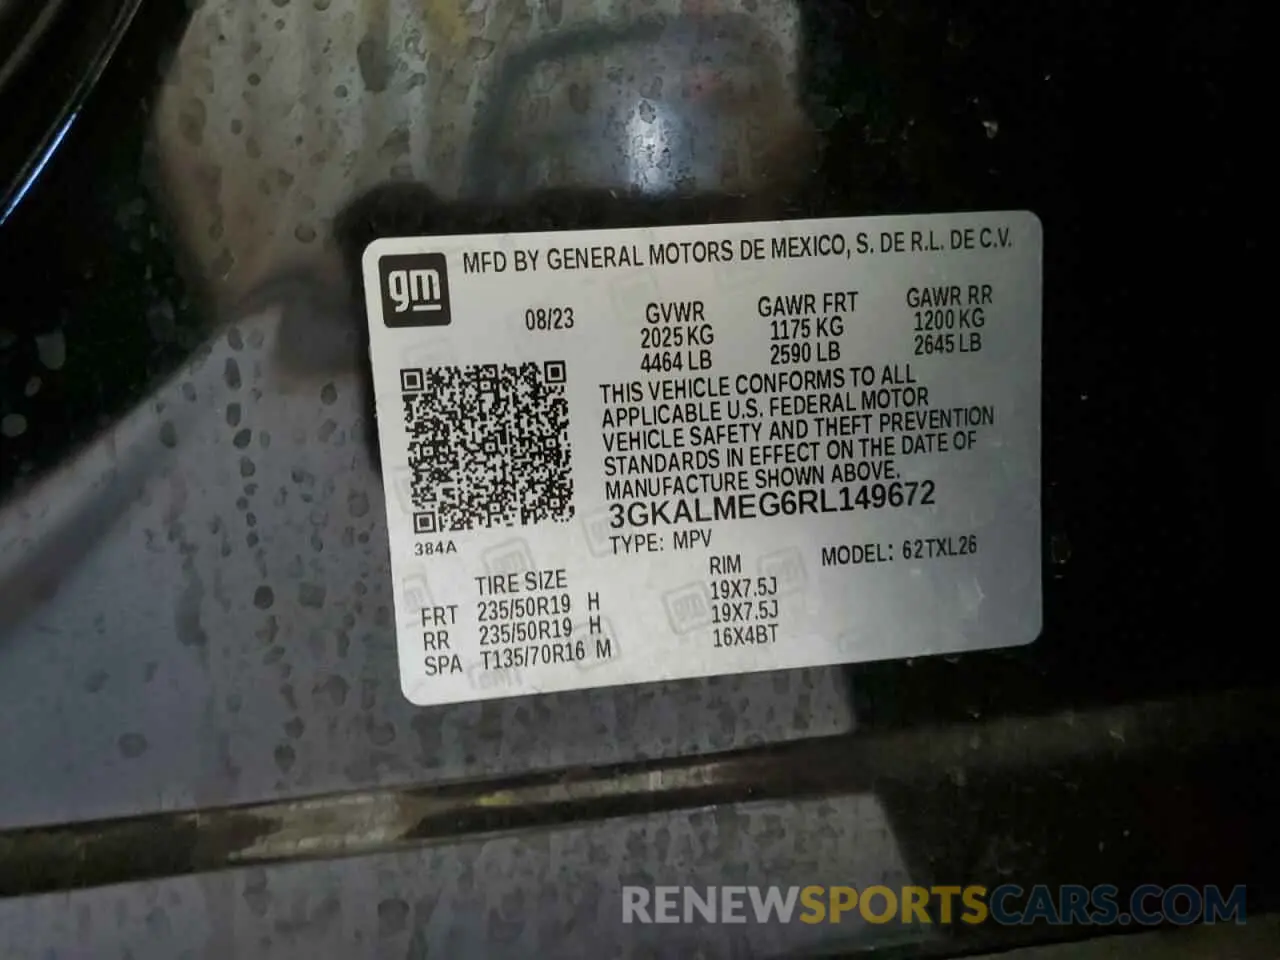 gm
MFD BY GENERAL MOTORS DE MEXICO, S. DE R.L. DE C.V.
08/23
GVWR
2025 KG
4464 LB
GAWR FRT
1175 KG
2590 LB
GAWR RR
1200 KG
2645 LB
THIS VEHICLE CONFORMS TO ALL
APPLICABLE U.S. FEDERAL MOTOR
VEHICLE SAFETY AND THEFT PREVENTION
STANDARDS IN EFFECT ON THE DATE OF
MANUFACTURE SHOWN ABOVE.
3GKALMEG6RL149672
384A
TYPE: MPV
MODEL: 62TXL26
TIRE SIZE RIM
FRT 235/50R19 H 19X7.5J
RR 235/50R19 H 19X7.5J
SPA T135/70R16 M 16X4BT
RENEWSPORTSCARS.COM